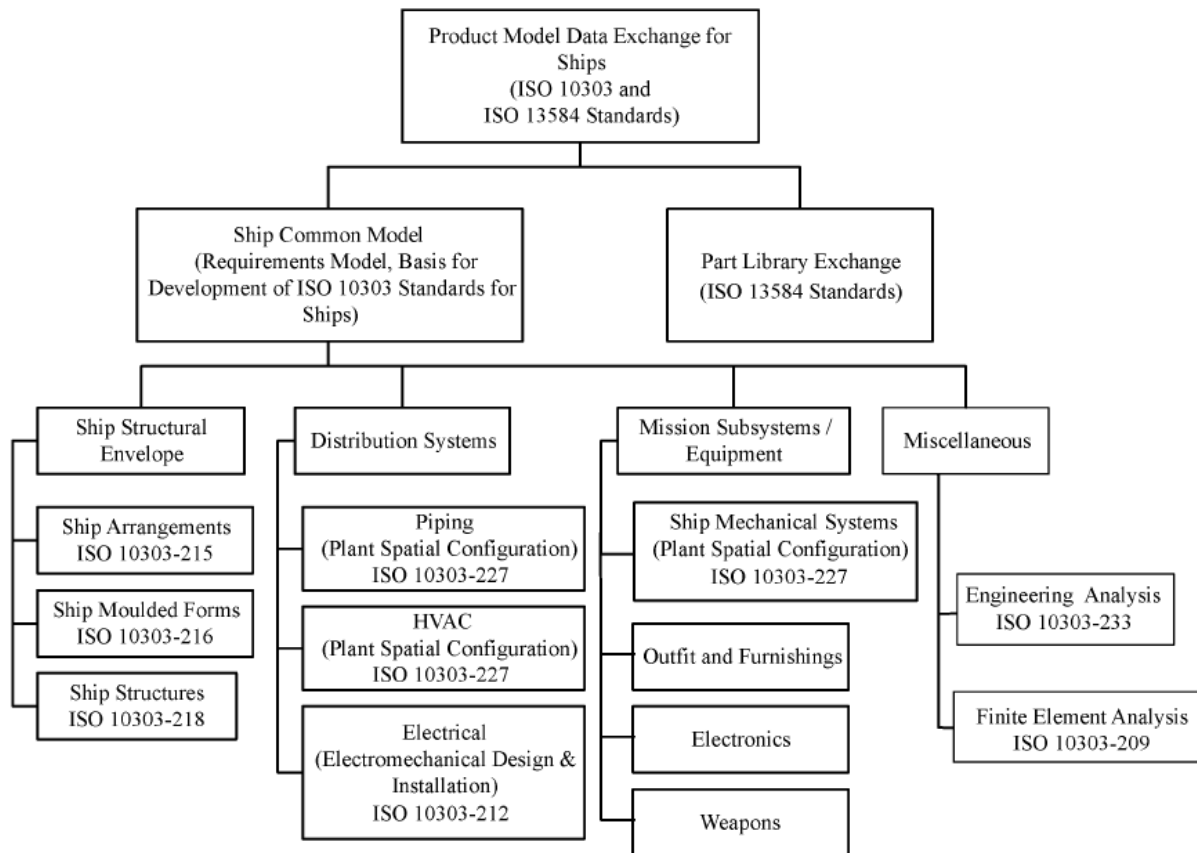 Product Model Data Exchange for
Ships
(ISO 10303 and
ISO 13584 Standards)
Ship Common Model
(Requirements Model, Basis for
Development of ISO 10303 Standards for
Ships)
Part Library Exchange
(ISO 13584 Standards)
Ship Structural
Envelope
Distribution Systems
Mission Subsystems /
Equipment
Miscellaneous
Ship Arrangements
ISO 10303-215
Ship Moulded Forms
ISO 10303-216
Ship Structures
ISO 10303-218
Piping
(Plant Spatial Configuration)
ISO 10303-227
HVAC
(Plant Spatial Configuration)
ISO 10303-227
Electrical
(Electromechanical Design &
Installation)
ISO 10303-212
Ship Mechanical Systems
(Plant Spatial Configuration)
ISO 10303-227
Outfit and Furnishings
Electronics
Weapons
Engineering Analysis
ISO 10303-233
Finite Element Analysis
ISO 10303-209